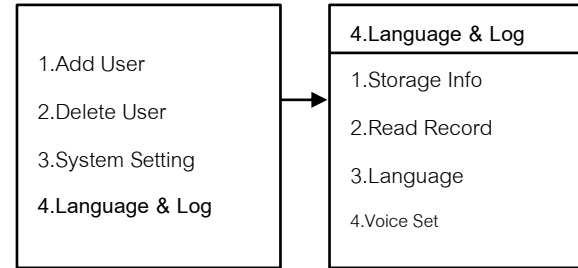 1.Add User
2.Delete User
3.System Setting
4.Language & Log
4.Language & Log
1.Storage Info
2.Read Record
3.Language
4.Voice Set